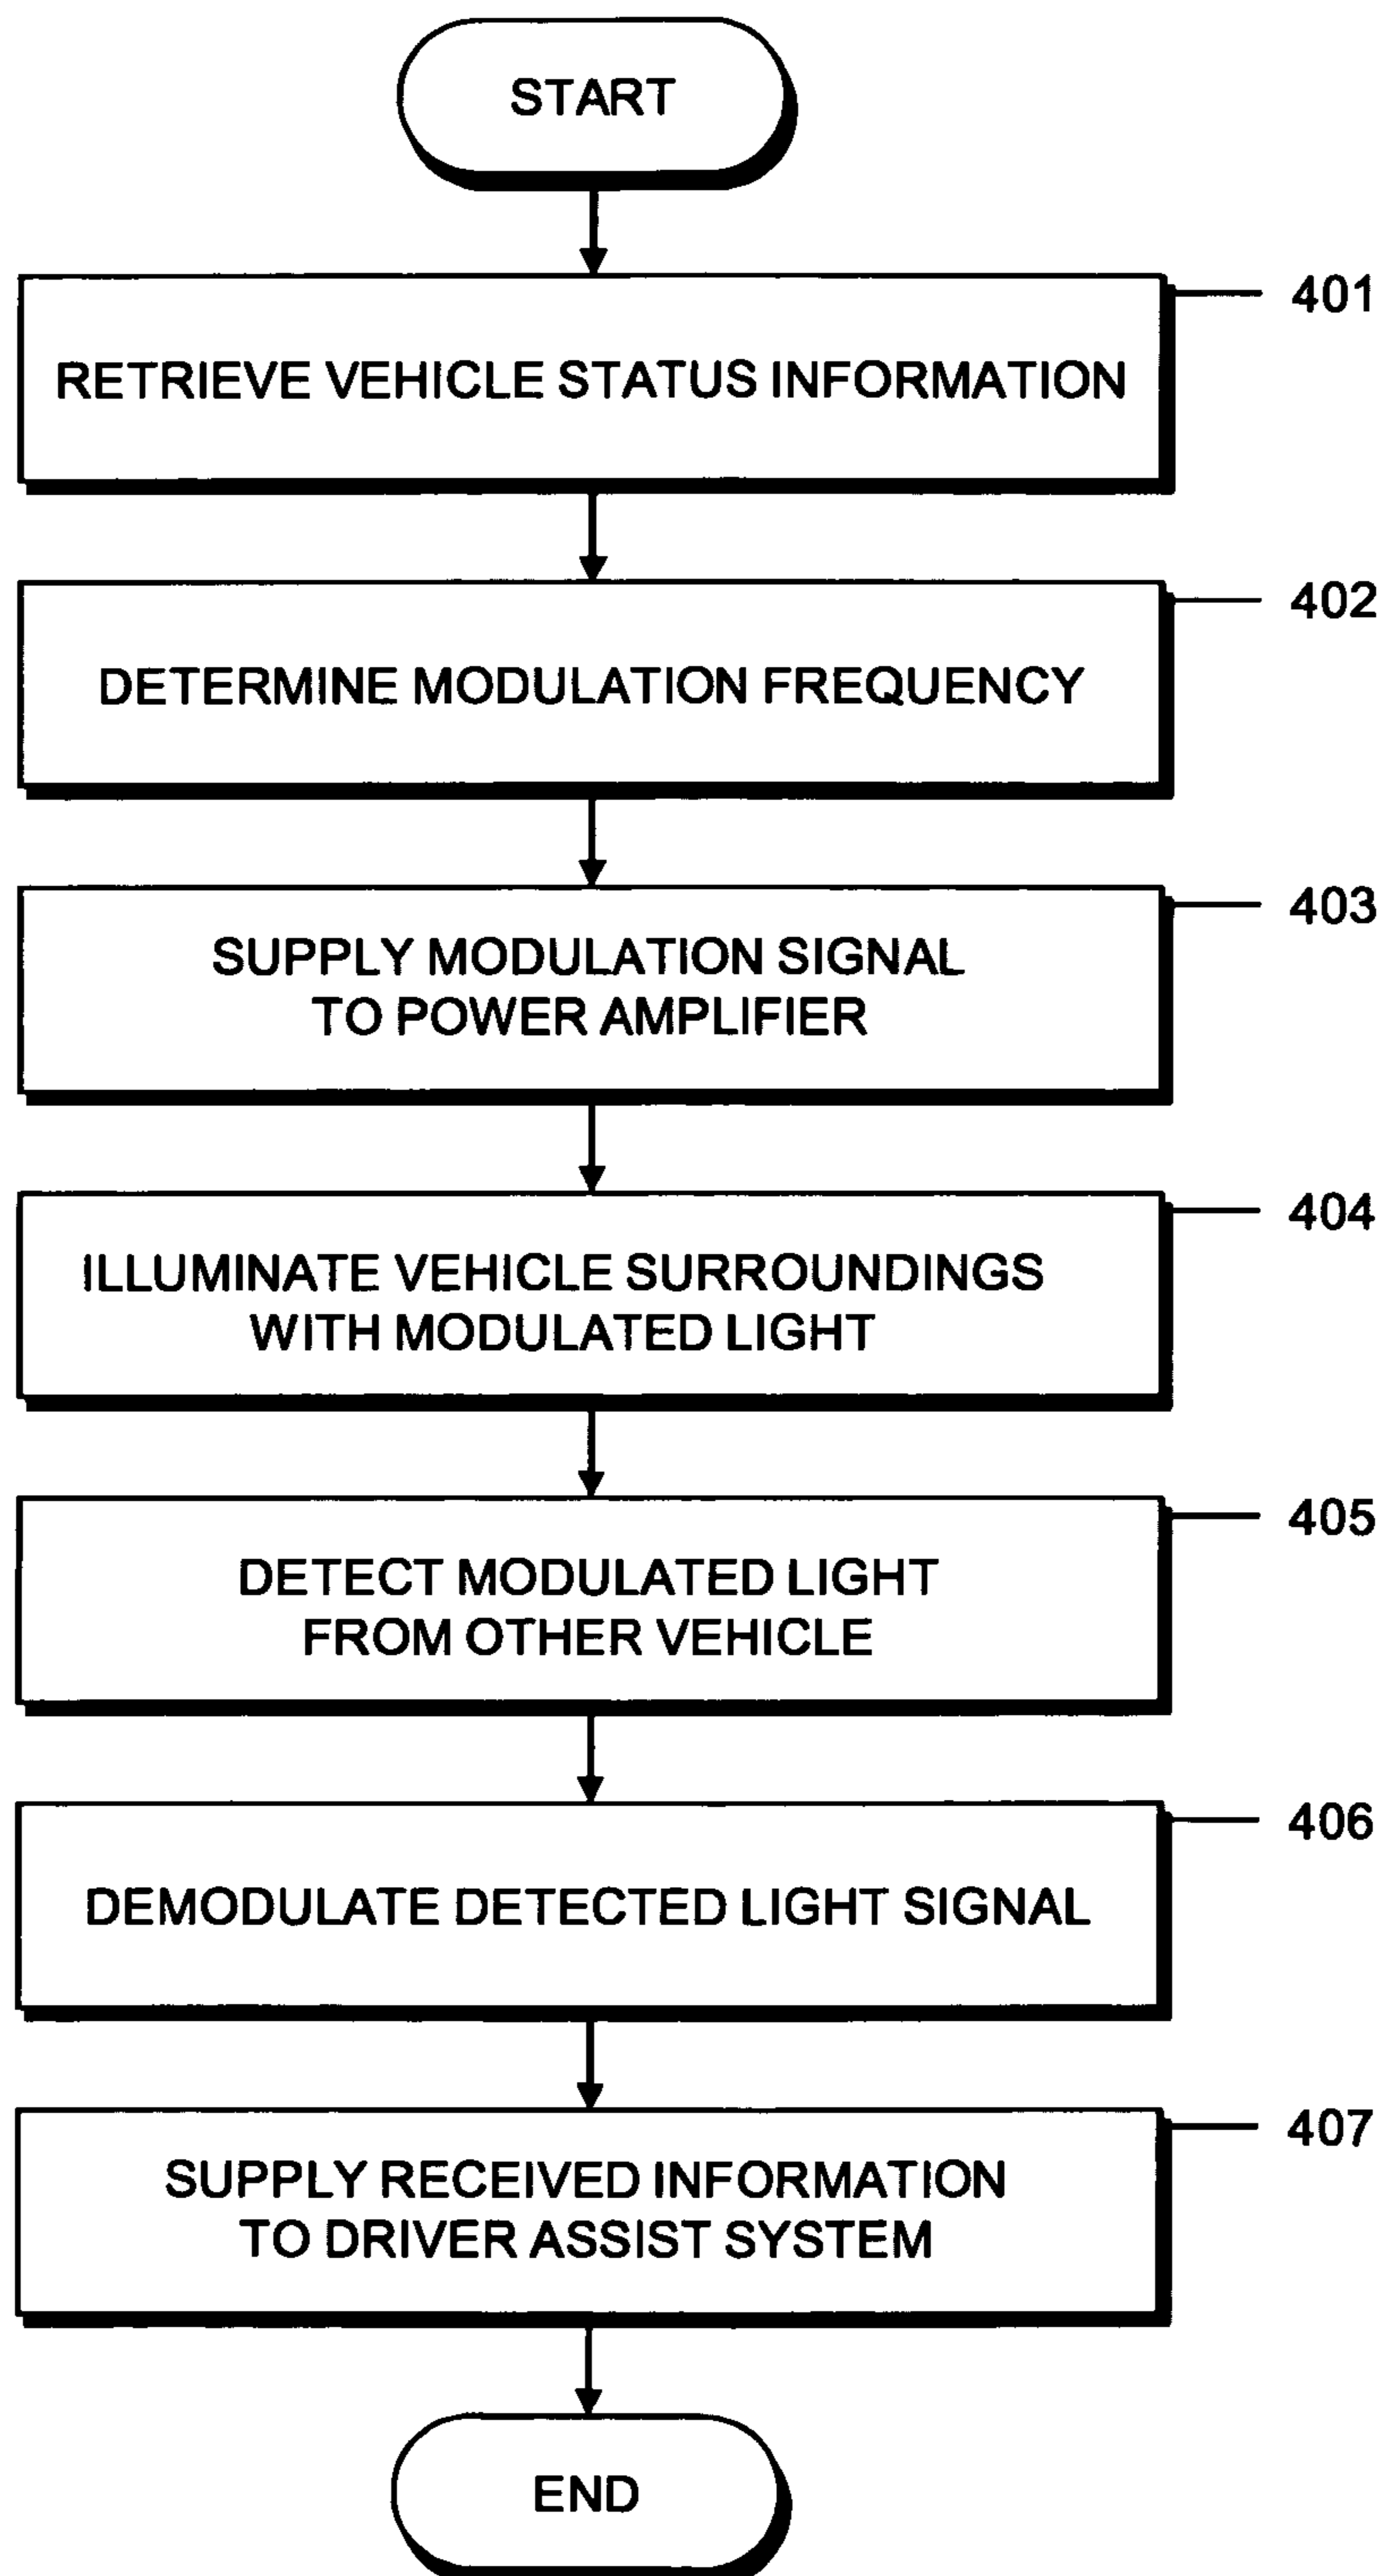 START
401
RETRIEVE VEHICLE STATUS INFORMATION
402
DETERMINE MODULATION FREQUENCY
403
SUPPLY MODULATION SIGNAL
TO POWER AMPLIFIER
404
ILLUMINATE VEHICLE SURROUNDINGS
WITH MODULATED LIGHT
405
DETECT MODULATED LIGHT
FROM OTHER VEHICLE
406
DEMODULATE DETECTED LIGHT SIGNAL
407
SUPPLY RECEIVED INFORMATION
TO DRIVER ASSIST SYSTEM
END